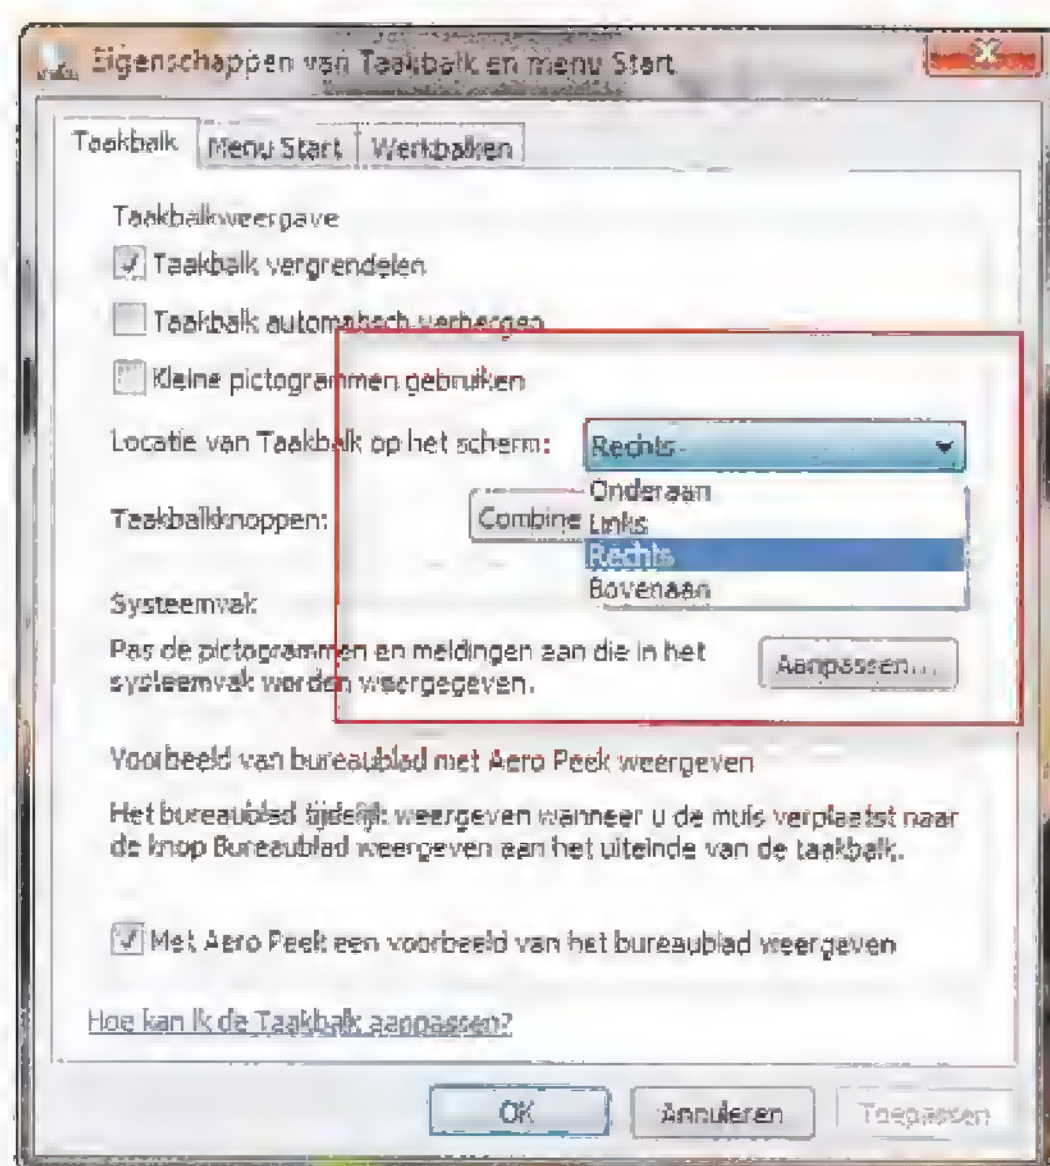 Eigenschappen van Taakbalk en menu Start
Taakbalk Menu Start Werkbalken
Taakbalkweergave
Taakbalk vergrendelen
Taakbalk automatisch verbergen
Kleine pictogrammen gebruiken
Locatie van Taakbalk op het scherm: Rechts
Onderaan
Taakbalkknoppen: Combine
Links
Rechts
Bovenaan
Systeemvak
Pas de pictogrammen en meldingen aan die in het
systeemvak worden weergegeven.
Aanpassen...
Voorbeeld van bureaublad met Aero Peek weergeven
Het bureaublad tijdelijk weergeven wanneer u de muis verplaatst naar
de knop Bureaublad weergeven aan het uiteinde van de taakbalk.
Met Aero Peek een voorbeeld van het bureaublad weergeven
Hoe kan ik de Taakbalk aanpassen?
OK Annuleren Toepassen